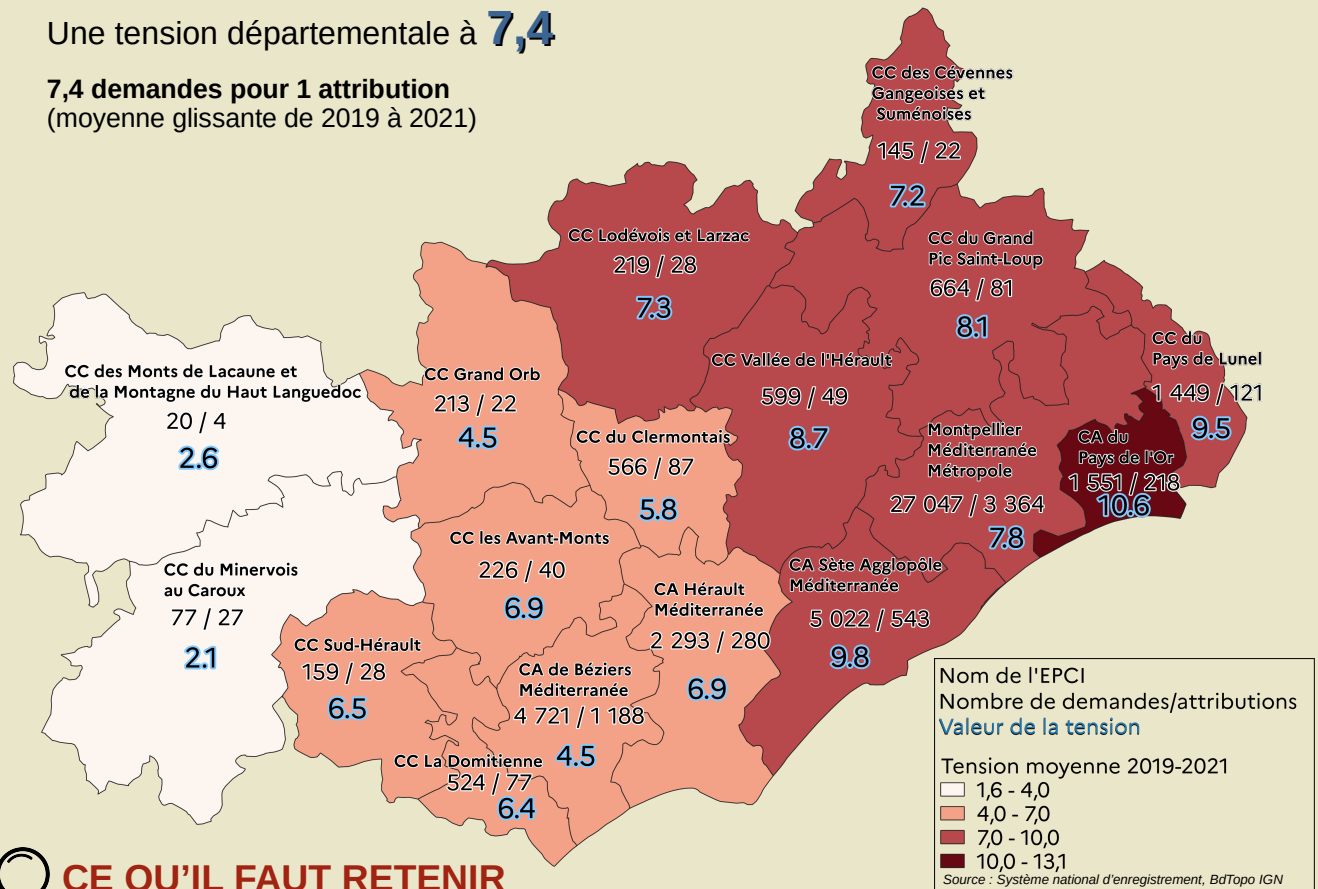 Une tension départementale à 7,4
7,4 demandes pour 1 attribution
(moyenne glissante de 2019 à 2021)
CC des Cévennes
Gangeoises et
Suménoises
145 / 22
7.2
CC Lodévois et Larzac
219 / 28
7.3
CC du Grand
Pic Saint-Loup
664 / 81
8.1
CC du
Pays de Lunel
1 449 / 121
9.5
CC des Monts de Lacaune et
de la Montagne du Haut Languedoc
20 / 4
2.6
CC Grand Orb
213 / 22
4.5
CC Vallée de l'Hérault
599 / 49
8.7
CC du Clermontais
566 / 87
5.8
Montpellier
Méditerranée
Métropole
27 047 / 3 364
7.8
CA du
Pays de l'Or
1 551 / 218
10.6
CC les Avant-Monts
226 / 40
6.9
CC du Minervois
au Caroux
77 / 27
2.1
CA Hérault
Méditerranée
2 293 / 280
6.9
CA Sète Agglopôle
Méditerranée
5 022 / 543
9.8
CC Sud-Hérault
159 / 28
6.5
CA de Béziers
Méditerranée
4 721 / 1 188
4.5
CC La Domitienne
524 / 77
6.4
Nom de l'EPCI
Nombre de demandes/attributions
Valeur de la tension
Tension moyenne 2019-2021
1,6 - 4,0
4,0 - 7,0
7,0 - 10,0
10,0 - 13,1
Source : Système national d'enregistrement, BdTopo IGN
CE QU'IL FAUT RETENIR